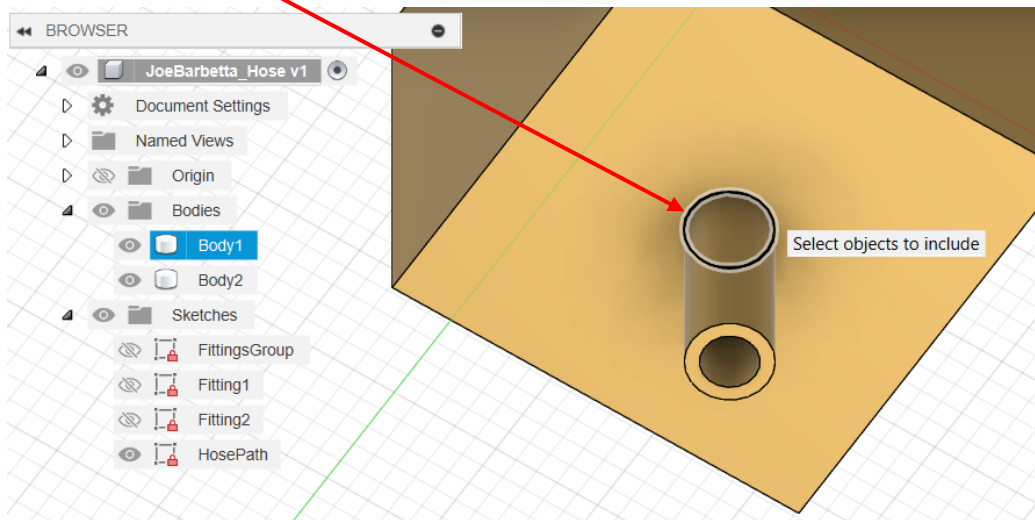 BROWSER
JoeBarbetta_Hose v1
Document Settings
Named Views
Origin
Bodies
Body1
Select objects to include
Body2
Sketches
FittingsGroup
Fitting1
Fitting2
HosePath